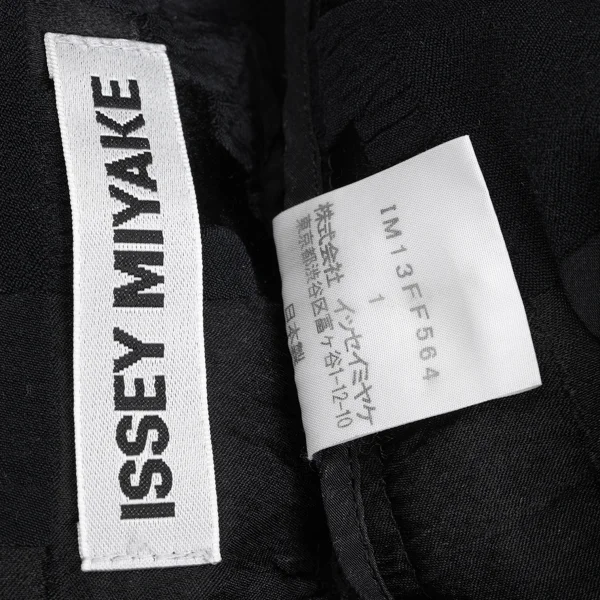 ISSEY MIYAKE
IM13FF564
1
株式会社 イッセイミヤケ
東京都渋谷区富ヶ谷1-12-10
日本製